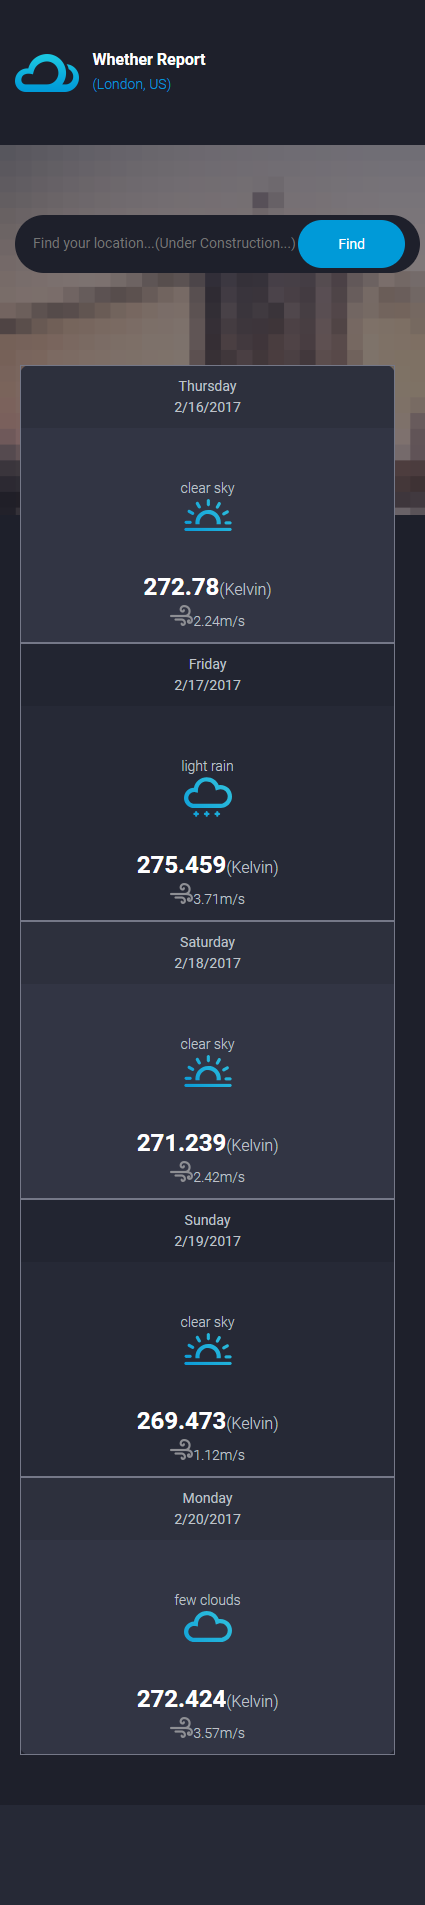 Whether Report
(London, US)
Find your location...(Under Construction...) Find
Thursday
2/16/2017
clear sky
272.78(Kelvin)
2.24m/s
Friday
2/17/2017
light rain
275.459(Kelvin)
3.71m/s
Saturday
2/18/2017
clear sky
271.239(Kelvin)
2.42m/s
Sunday
2/19/2017
clear sky
269.473(Kelvin)
1.12m/s
Monday
2/20/2017
few clouds
272.424(Kelvin)
3.57m/s